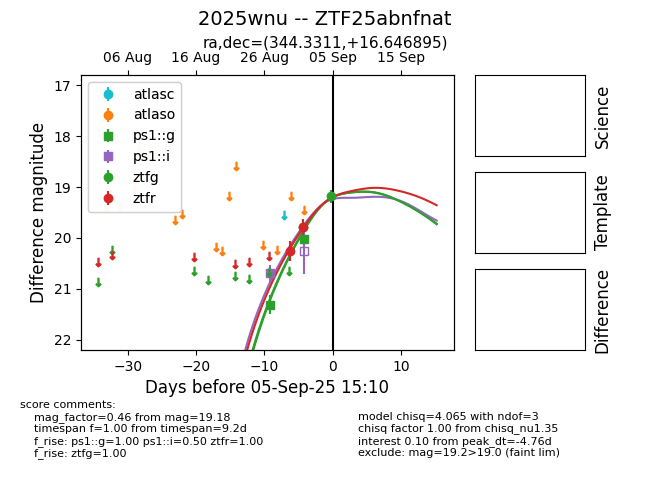 2025wnu -- ZTF25abnfnat
ra,dec=(344.3311,+16.646895)
06 Aug 16 Aug 26 Aug 05 Sep 15 Sep
17
18
19
20
21
22
Difference magnitude
atlasc
atlaso
ps1::g
ps1::i
ztfg
ztfr
−30 −20 −10 0 10
Days before 05-Sep-25 15:10
Science
Template
Difference
score comments:
mag_factor=0.46 from mag=19.18
timespan f=1.00 from timespan=9.2d
f_rise: ps1::g=1.00 ps1::i=0.50 ztfr=1.00
f_rise: ztfg=1.00
model chisq=4.065 with ndof=3
chisq factor 1.00 from chisq_nu1.35
interest 0.10 from peak_dt=-4.76d
exclude: mag=19.2>19.0 (faint lim)